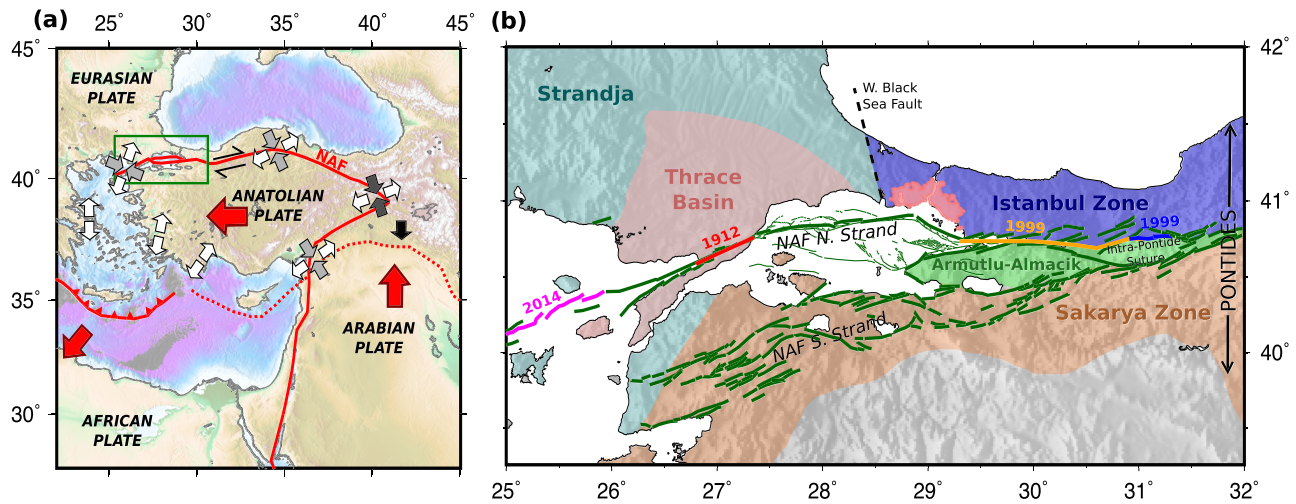 (a)
25°
30°
35°
40°
45°
45°
40°
35°
30°
EURASIAN
PLATE
NAF
ANATOLIAN
PLATE
ARABIAN
PLATE
AFRICAN
PLATE
(b)
42°
41°
40°
25°
26°
27°
28°
29°
30°
31°
32°
Strandja
W. Black
Sea Fault
Thrace
Basin
Istanbul Zone
1912
NAF N. Strand
1999
1999
Intra-Pontide
Suture
Armutlu-Almacik
2014
NAF S. Strand
Sakarya Zone
PONTIDES